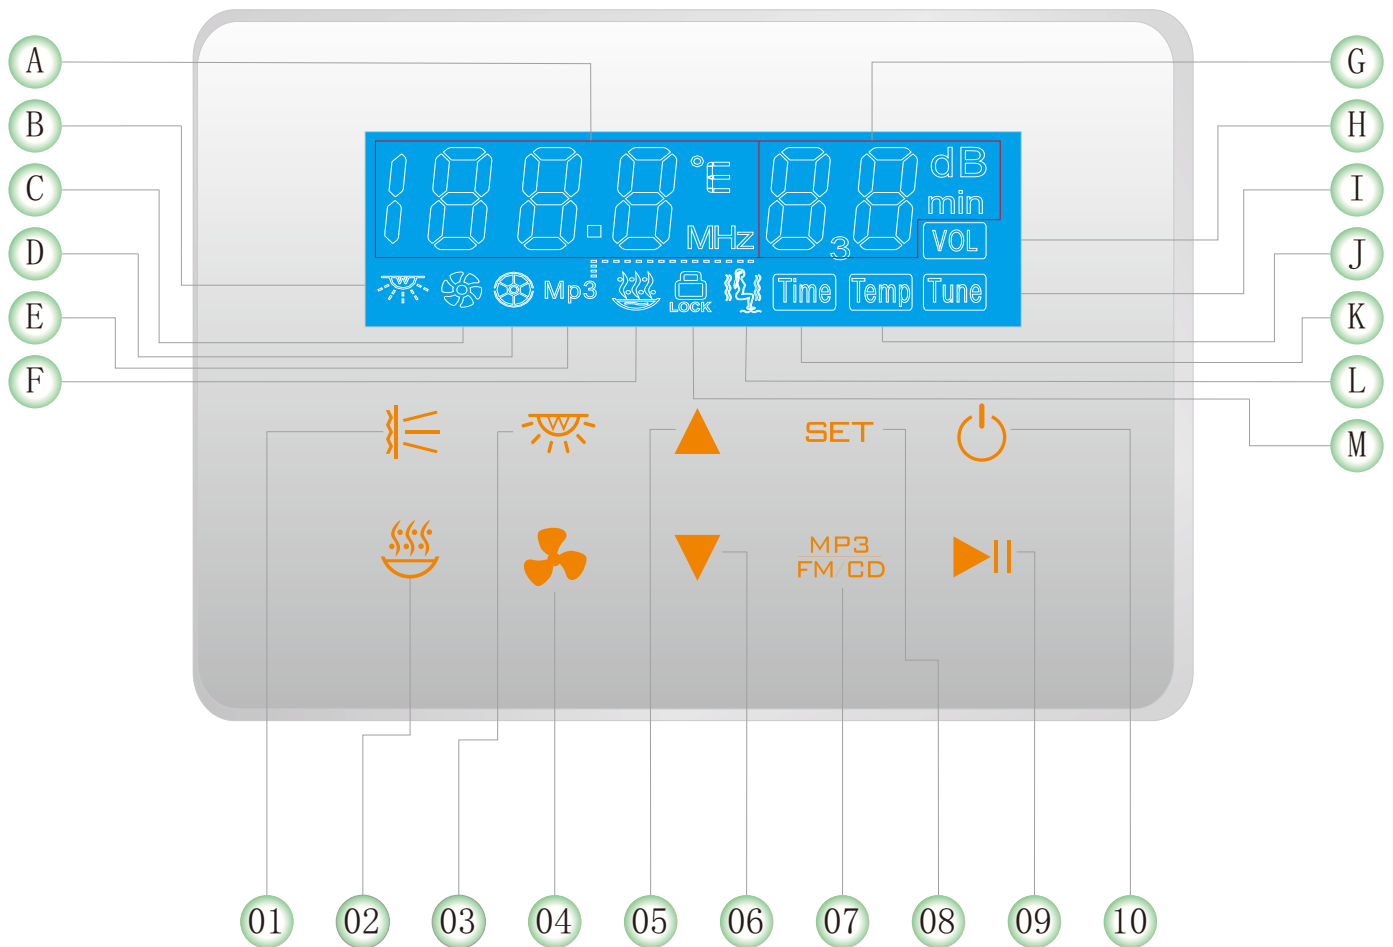 A
B
C
D
E
F
G
H
I
J
K
L
M
188.8 °E MHz
88 dB
min
3
VOL
Mp3
LOCK
Time Temp Tune
SET
MP3
FM/CD
01 02 03 04 05 06 07 08 09 10